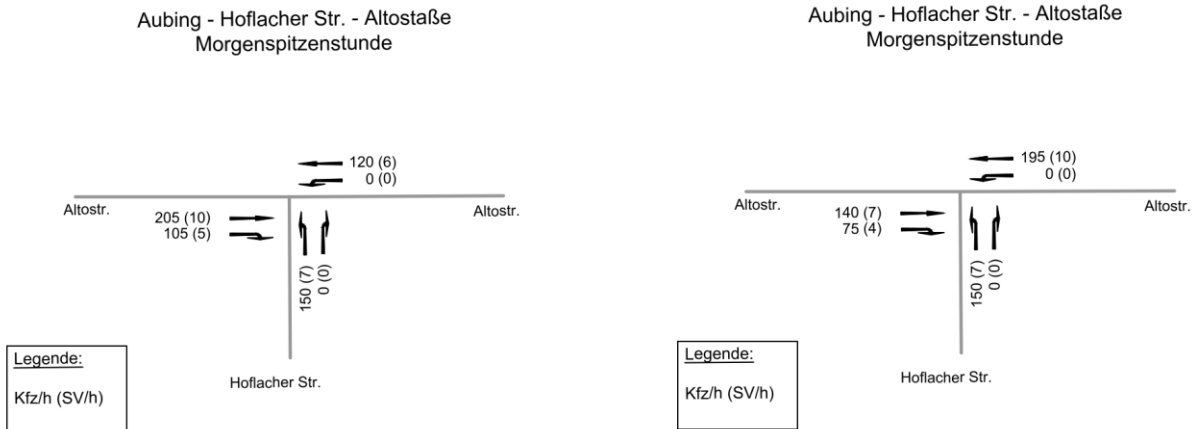 Aubing - Hoflacher Str. - Altostaße
Morgenspitzenstunde
120 (6)
0 (0)
Altostr.
Altostr.
205 (10)
105 (5)
150 (7)
0 (0)
Legende:
Kfz/h (SV/h)
Hoflacher Str.
Aubing - Hoflacher Str. - Altostaße
Morgenspitzenstunde
195 (10)
0 (0)
Altostr.
Altostr.
140 (7)
75 (4)
150 (7)
0 (0)
Legende:
Kfz/h (SV/h)
Hoflacher Str.